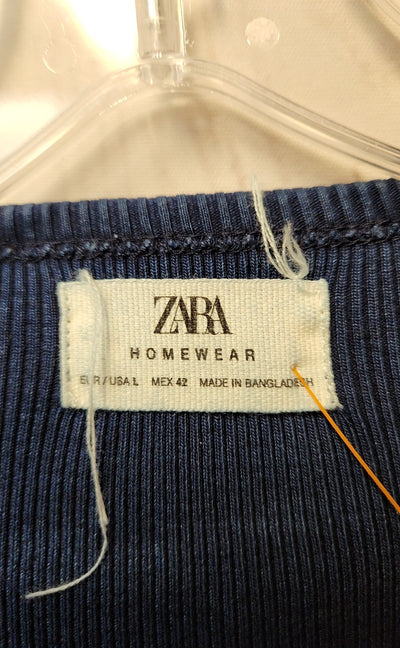 ZARA
HOMEWEAR
EUR/USA L MEX 42 MADE IN BANGLADESH